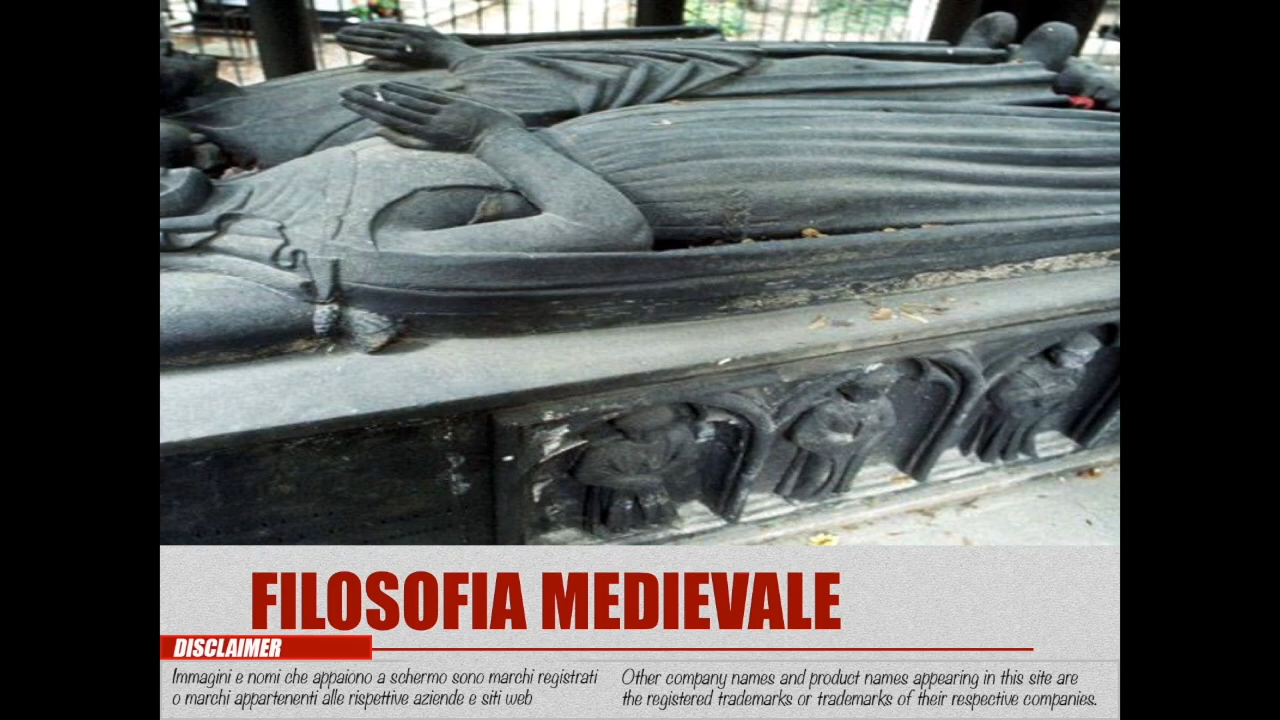 FILOSOFIA MEDIEVALE
DISCLAIMER
Immagini e nomi che appaiono a schermo sono marchi registrati
o marchi appartenenti alle rispettive aziende e siti web
Other company names and product names appearing in this site are
the registered trademarks or trademarks of their respective companies.